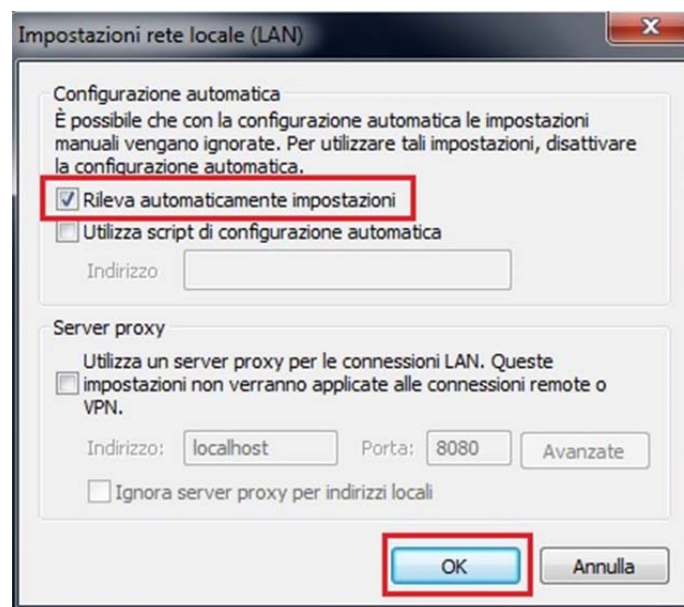 Impostazioni rete locale (LAN)
Configurazione automatica
È possibile che con la configurazione automatica le impostazioni
manuali vengano ignorate. Per utilizzare tali impostazioni, disattivare
la configurazione automatica.
Rileva automaticamente impostazioni
Utilizza script di configurazione automatica
Indirizzo
Server proxy
Utilizza un server proxy per le connessioni LAN. Queste
impostazioni non verranno applicate alle connessioni remote o
VPN.
Indirizzo: localhost Porta: 8080 Avanzate
Ignora server proxy per indirizzi locali
OK Annulla